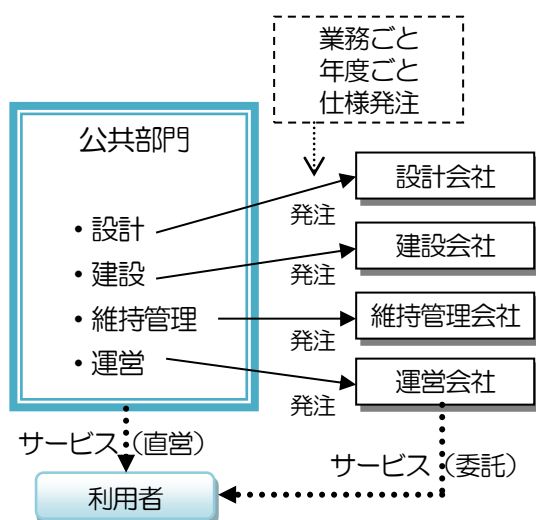 業務ごと
年度ごと
仕様発注
公共部門
・設計
・建設
・維持管理
・運営
発注
発注
発注
発注
設計会社
建設会社
維持管理会社
運営会社
サービス（直営）
サービス（委託）
利用者